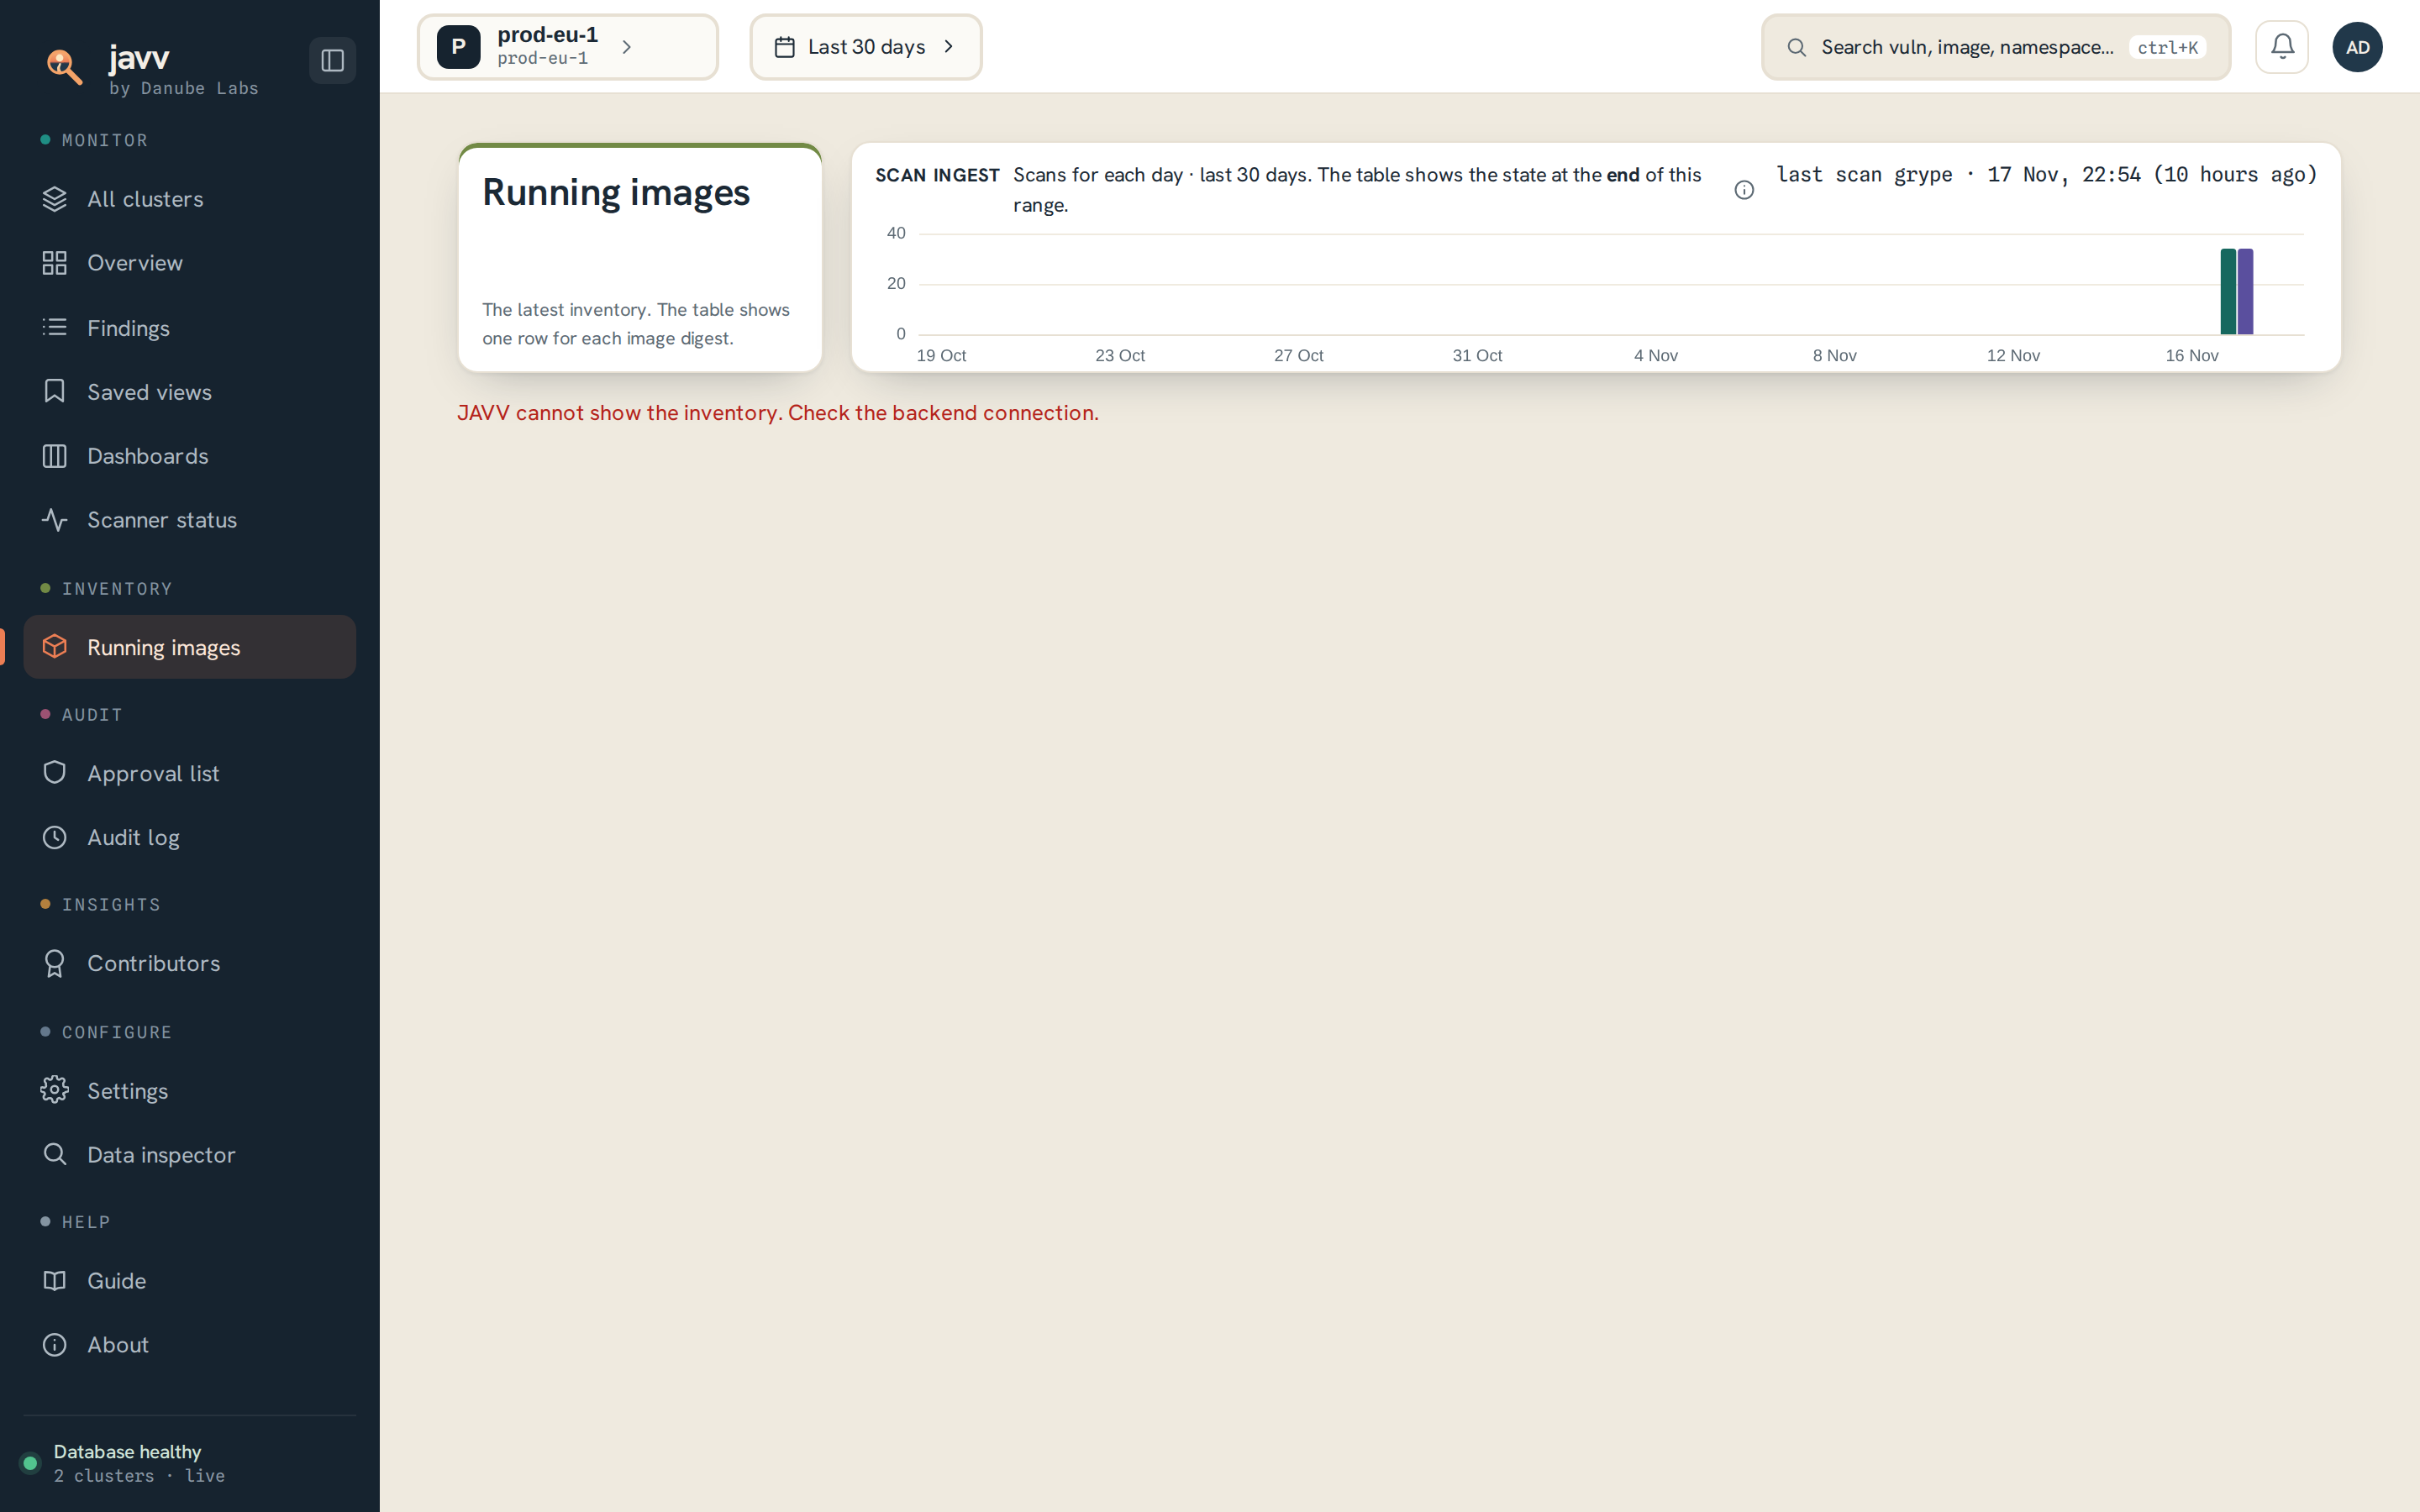 javv
by Danube Labs
MONITOR
All clusters
Overview
Findings
Saved views
Dashboards
Scanner status
INVENTORY
Running images
AUDIT
Approval list
Audit log
INSIGHTS
Contributors
CONFIGURE
Settings
Data inspector
HELP
Guide
About
Database healthy
2 clusters · live
P
prod-eu-1
prod-eu-1
Last 30 days
Search vuln, image, namespace...
ctrl+K
AD
Running images
The latest inventory. The table shows
one row for each image digest.
SCAN INGEST Scans for each day · last 30 days. The table shows the state at the end of this
range.
last scan grype · 17 Nov, 22:54 (10 hours ago)
40
20
0
19 Oct 23 Oct 27 Oct 31 Oct 4 Nov 8 Nov 12 Nov 16 Nov
JAVV cannot show the inventory. Check the backend connection.